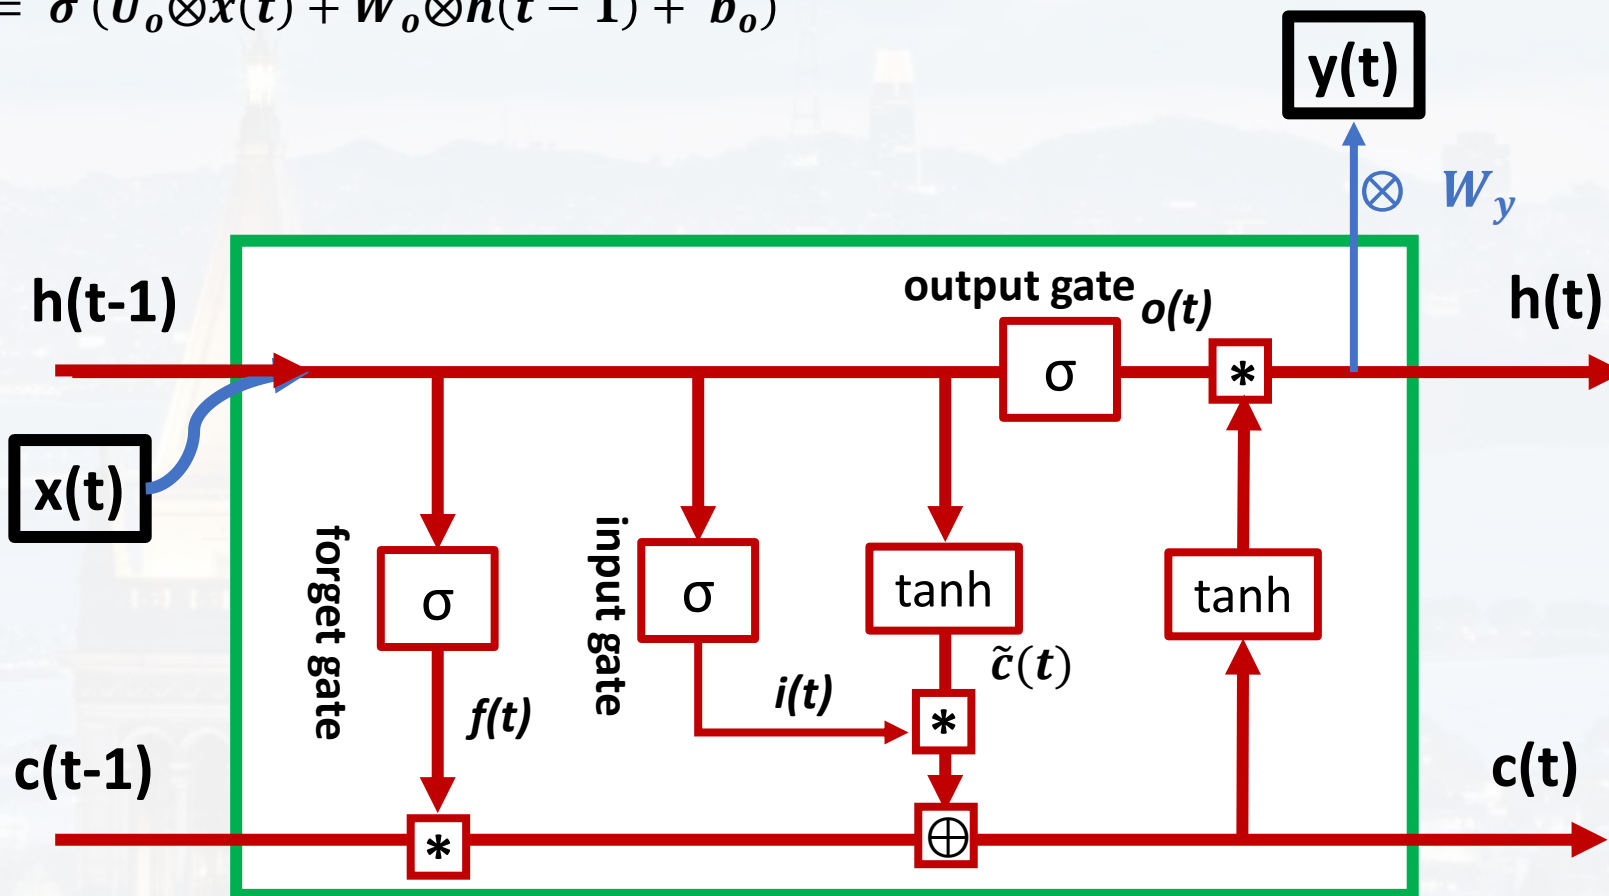 = σ (U_o⊗x(t) + W_o⊗h(t − 1) + b_o)
y(t)
⊗ W_y
h(t-1)
output gate o(t)
h(t)
σ
*
x(t)
forget gate
input gate
σ
σ
tanh
tanh
c̃(t)
f(t)
i(t)
*
c(t-1)
c(t)
*
⊕